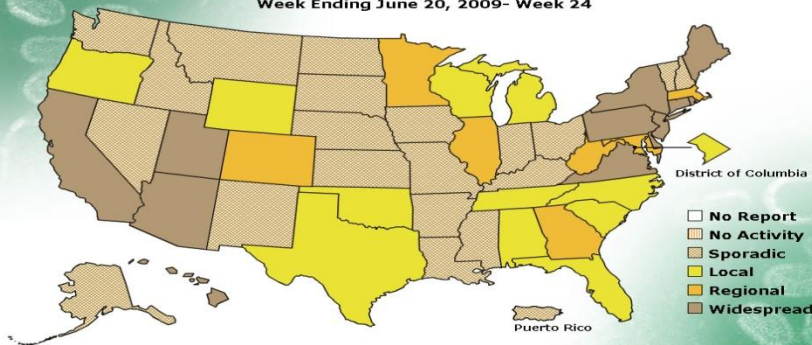 Week Ending June 20, 2009- Week 24
District of Columbia
No Report
No Activity
Sporadic
Local
Regional
Widespread
Puerto Rico